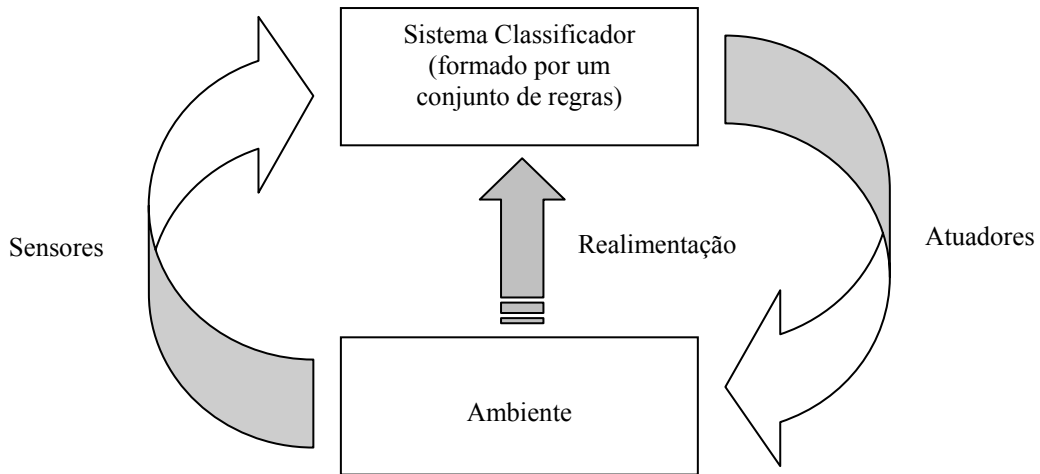 Sistema Classificador
(formado por um
conjunto de regras)
Sensores
Realimentação
Atuadores
Ambiente